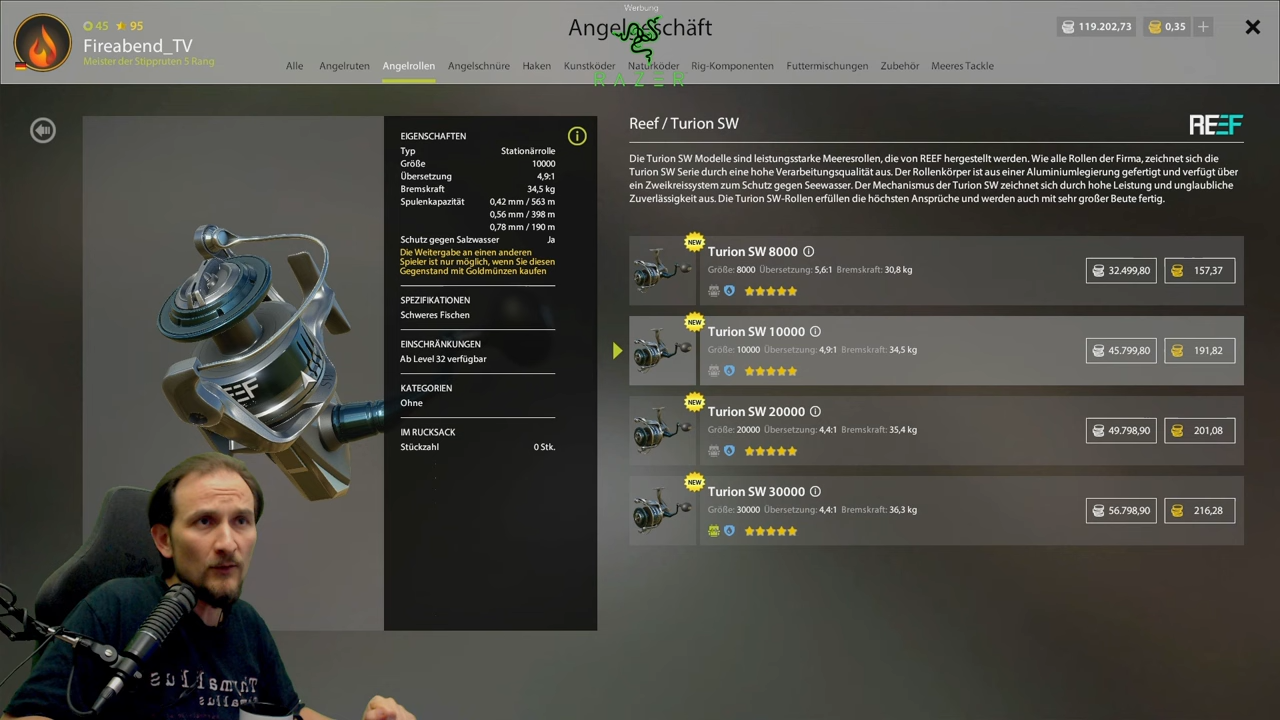 Werbung
45 95
Fireabend_TV
Meister der Stippruten 5 Rang
Angelgeschäft
RAZER
119.202,73 0,35 +
Alle Angelruten Angelrollen Angelschnüre Haken Kunstköder Naturköder Rig-Komponenten Futtermischungen Zubehör Meeres Tackle
EIGENSCHAFTEN
Typ Stationärrolle
Größe 10000
Übersetzung 4,9:1
Bremskraft 34,5 kg
Spulenkapazität 0,42 mm / 563 m
0,56 mm / 398 m
0,78 mm / 190 m
Schutz gegen Salzwasser Ja
Die Weitergabe an einen anderen
Spieler ist nur möglich, wenn Sie diesen
Gegenstand mit Goldmünzen kaufen
SPEZIFIKATIONEN
Schweres Fischen
EINSCHRÄNKUNGEN
Ab Level 32 verfügbar
KATEGORIEN
Ohne
IM RUCKSACK
Stückzahl 0 Stk.
REEF
Reef / Turion SW
REEF
Die Turion SW Modelle sind leistungsstarke Meeresrollen, die von REEF hergestellt werden. Wie alle Rollen der Firma, zeichnet sich die
Turion SW Serie durch eine hohe Verarbeitungsqualität aus. Der Rollenkörper ist aus einer Aluminiumlegierung gefertigt und verfügt über
ein Zweikreissystem zum Schutz gegen Seewasser. Der Mechanismus der Turion SW zeichnet sich durch hohe Leistung und unglaubliche
Zuverlässigkeit aus. Die Turion SW-Rollen erfüllen die höchsten Ansprüche und werden auch mit sehr großer Beute fertig.
NEW
Turion SW 8000
Größe: 8000 Übersetzung: 5,6:1 Bremskraft: 30,8 kg
32.499,80 157,37
NEW
Turion SW 10000
Größe: 10000 Übersetzung: 4,9:1 Bremskraft: 34,5 kg
45.799,80 191,82
NEW
Turion SW 20000
Größe: 20000 Übersetzung: 4,4:1 Bremskraft: 35,4 kg
49.798,90 201,08
NEW
Turion SW 30000
Größe: 30000 Übersetzung: 4,4:1 Bremskraft: 36,3 kg
56.798,90 216,28